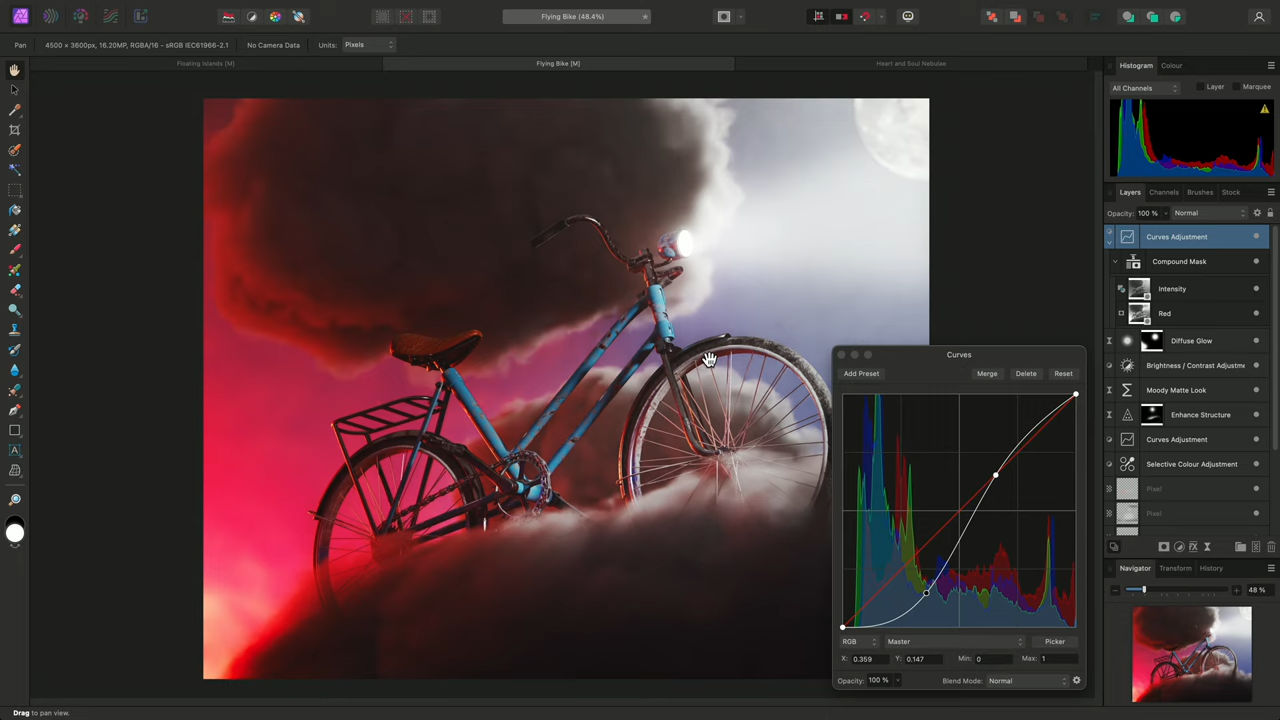 Flying Bike (48.4%)
Pan
4500 × 3600px, 16.20MP, RGBA/16 - sRGB IEC61966-2.1
No Camera Data
Units:
Pixels
Floating Islands [M]
Flying Bike [M]
Heart and Soul Nebulae
Histogram
Colour
All Channels
Layer
Marquee
Layers
Channels
Brushes
Stock
Opacity:
100 %
Normal
Curves Adjustment
Compound Mask
Intensity
Red
Diffuse Glow
Brightness / Contrast Adjustme
Moody Matte Look
Enhance Structure
Curves Adjustment
Selective Colour Adjustment
Pixel
Pixel
Curves
Add Preset
Merge
Delete
Reset
RGB
Master
Picker
X:
0.359
Y:
0.147
Min:
0
Max:
1
Opacity:
100 %
Blend Mode:
Normal
Navigator
Transform
History
48 %
Drag to pan view.